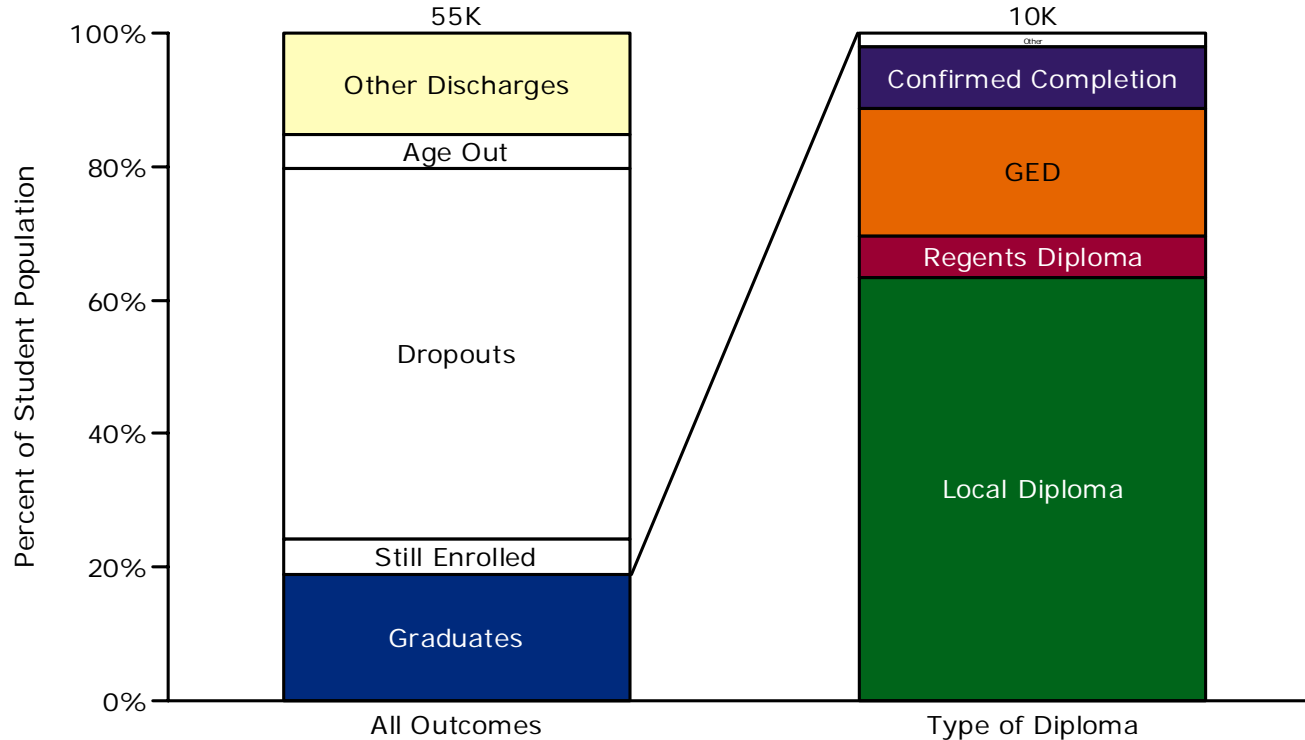 55K
10K
100%
80%
60%
40%
20%
0%
Percent of Student Population
Other Discharges
Age Out
Dropouts
Still Enrolled
Graduates
All Outcomes
Other
Confirmed Completion
GED
Regents Diploma
Local Diploma
Type of Diploma